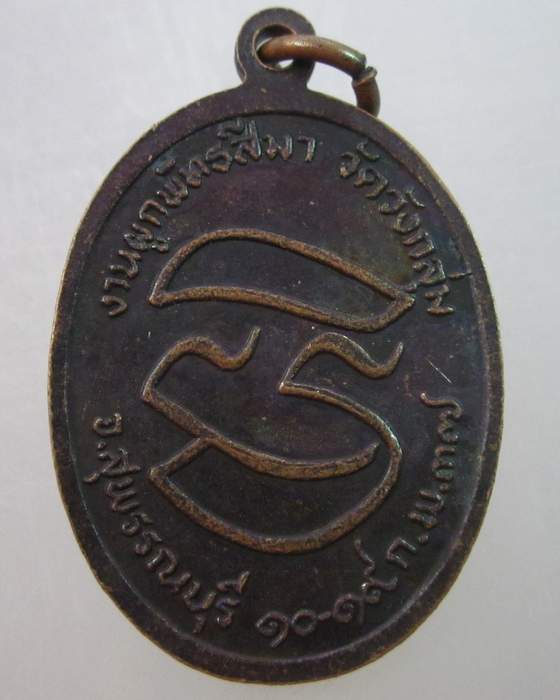 งานผูกพัทธสีมา วัดวังกุ่ม
จ.สุพรรณบุรี ๑๐-๑๙ ก.พ.๓๗